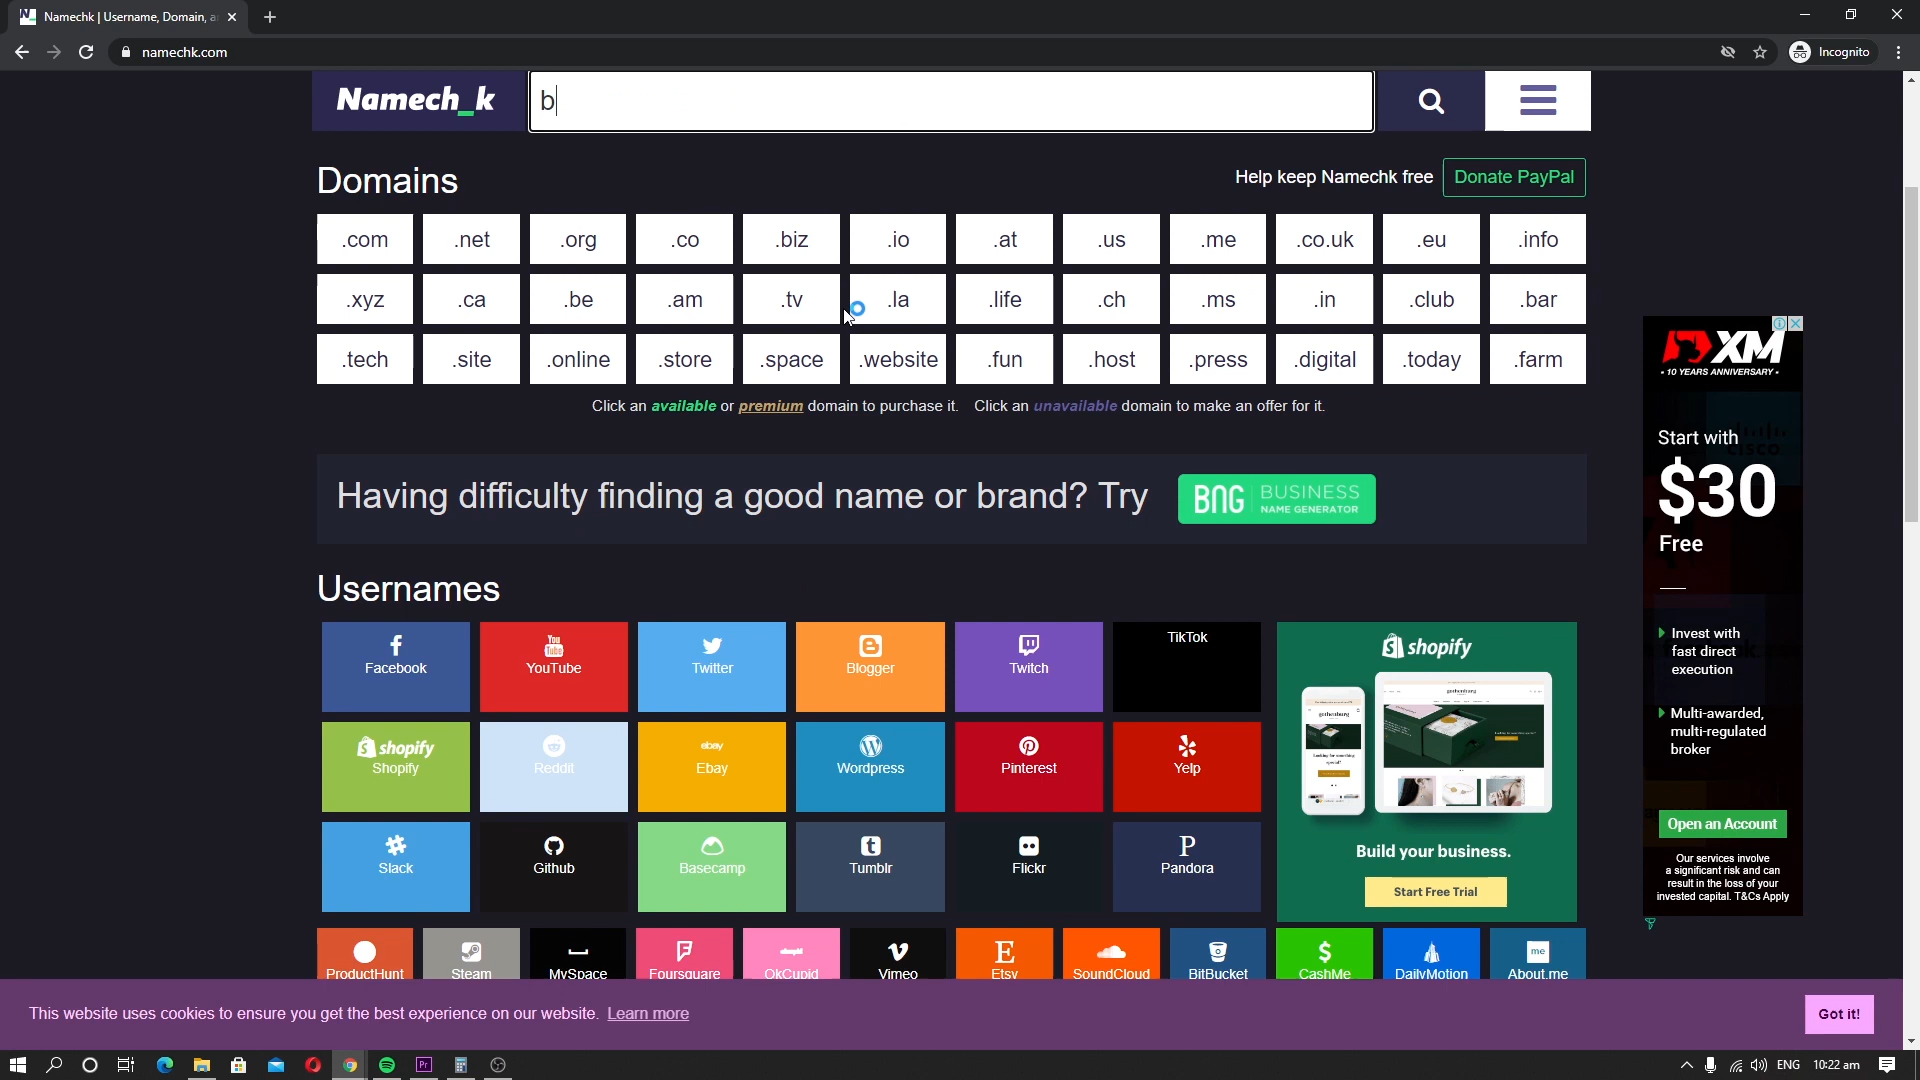 Namechk | Username, Domain, a
namechk.com
Incognito
Namech_k
b
Domains
Help keep Namechk free
Donate PayPal
.com .net .org .co .biz .io .at .us .me .co.uk .eu .info
.xyz .ca .be .am .tv .la .life .ch .ms .in .club .bar
.tech .site .online .store .space .website .fun .host .press .digital .today .farm
Click an available or premium domain to purchase it. Click an unavailable domain to make an offer for it.
Having difficulty finding a good name or brand? Try
BNG BUSINESS
NAME GENERATOR
Usernames
Facebook
You
Tube
YouTube
Twitter
Blogger
Twitch
TikTok
shopify
Shopify
Reddit
ebay
Ebay
Wordpress
Pinterest
Yelp
Slack
Github
Basecamp
Tumblr
Flickr
P
Pandora
shopify
gothenburg
gothenburg
Build your business.
Start Free Trial
ProductHunt
Steam
MySpace
Foursquare
OkCupid
Vimeo
E
Etsy
SoundCloud
BitBucket
$
CashMe
DailyMotion
me
About.me
XM
10 YEARS ANNIVERSARY
Start with
$30
Free
Invest with
fast direct
execution
Multi-awarded,
multi-regulated
broker
Open an Account
Our services involve
a significant risk and can
result in the loss of your
invested capital. T&Cs Apply
This website uses cookies to ensure you get the best experience on our website. Learn more
Got it!
Pr
ENG 10:22 am